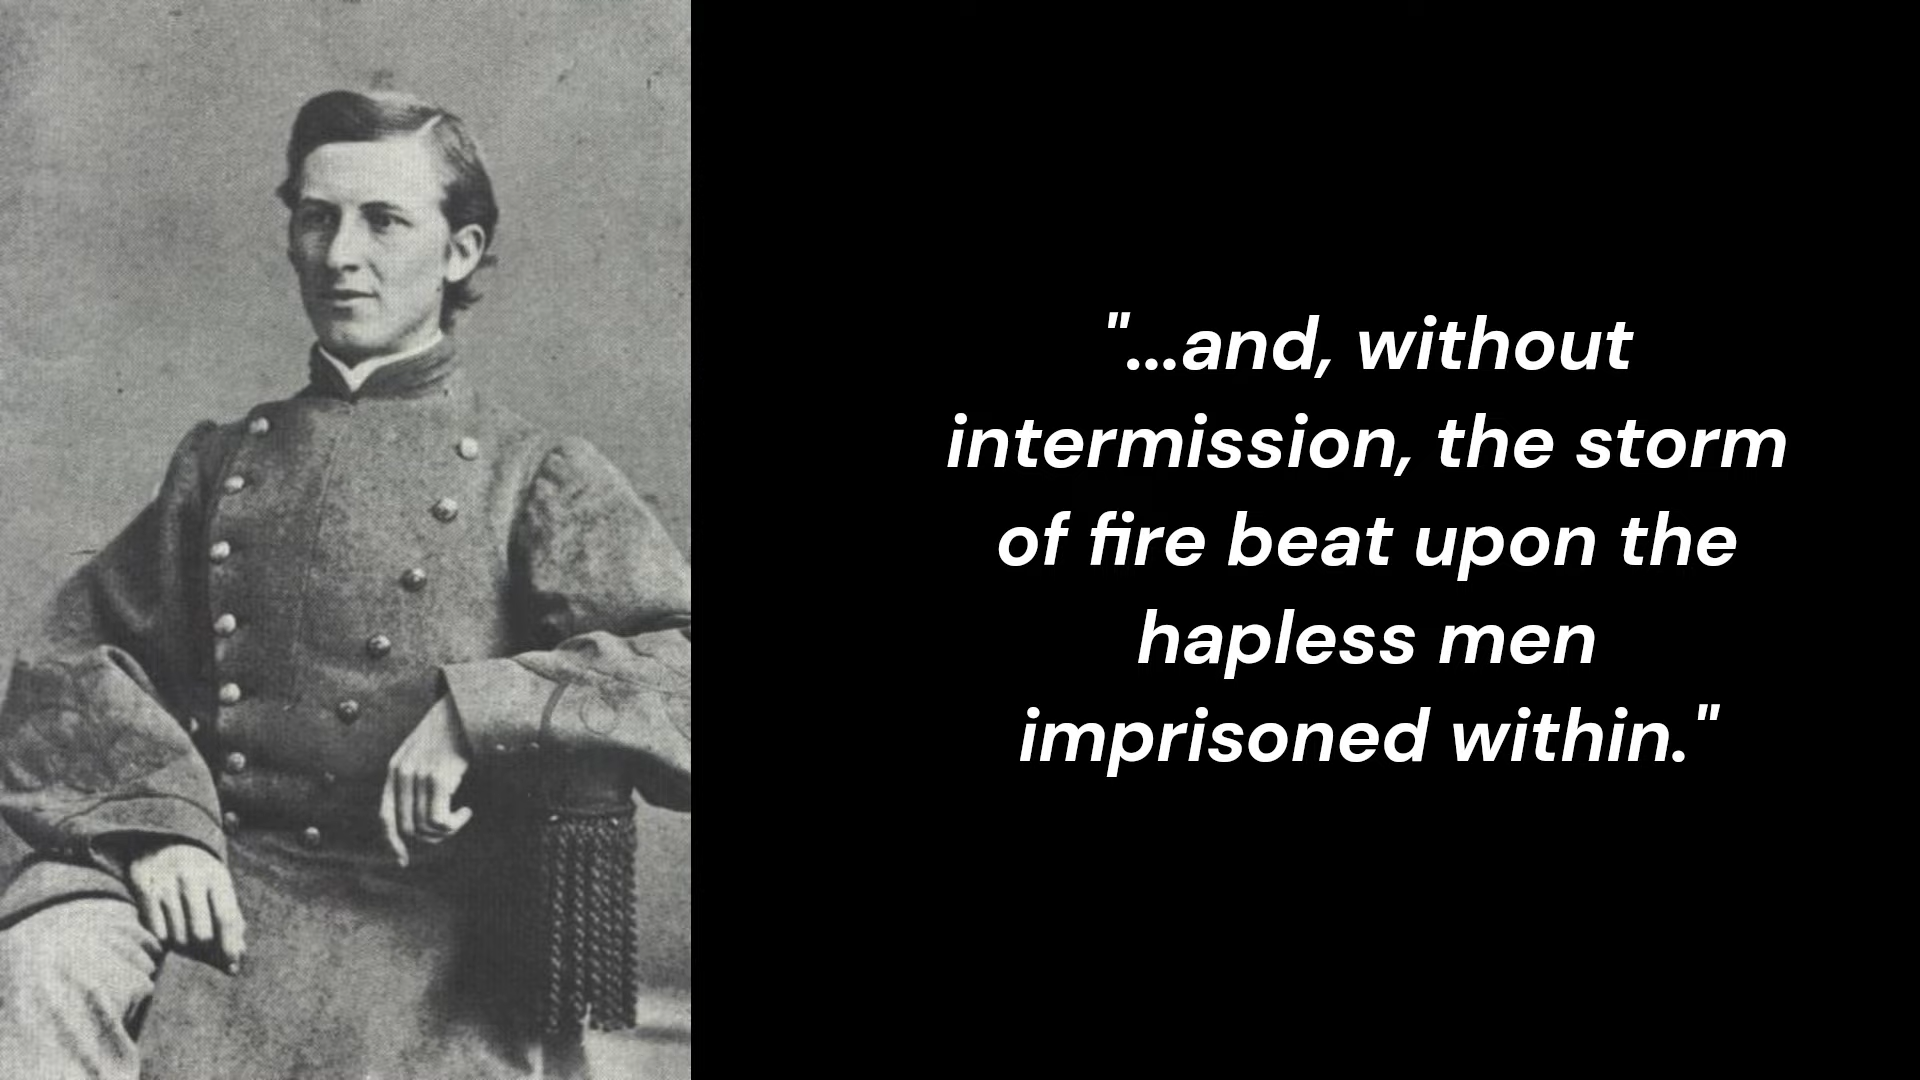 "...and, without
intermission, the storm
of fire beat upon the
hapless men
imprisoned within."